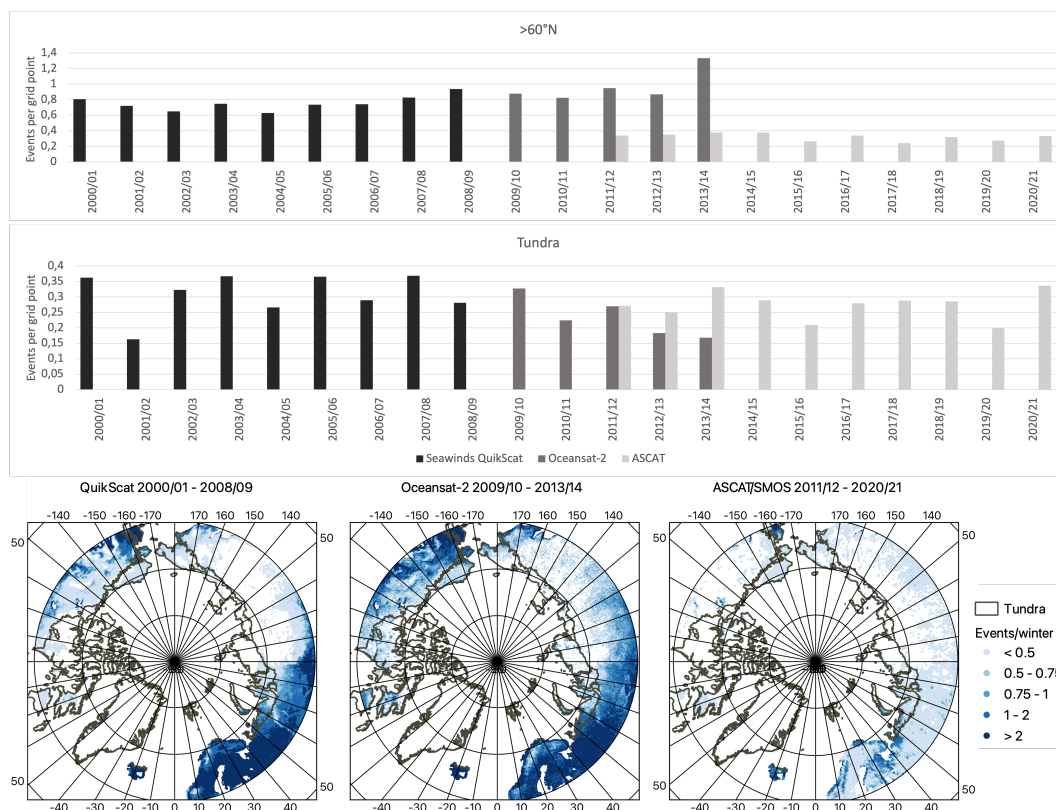 >60°N
Events per grid point
1,4
1,2
1
0,8
0,6
0,4
0,2
0
2000/01 2001/02 2002/03 2003/04 2004/05 2005/06 2006/07 2007/08 2008/09 2009/10 2010/11 2011/12 2012/13 2013/14 2014/15 2015/16 2016/17 2017/18 2018/19 2019/20 2020/21
Tundra
Events per grid point
0,4
0,35
0,3
0,25
0,2
0,15
0,1
0,05
0
2000/01 2001/02 2002/03 2003/04 2004/05 2005/06 2006/07 2007/08 2008/09 2009/10 2010/11 2011/12 2012/13 2013/14 2014/15 2015/16 2016/17 2017/18 2018/19 2019/20 2020/21
Seawinds QuikScat Oceansat-2 ASCAT
QuikScat 2000/01 - 2008/09 Oceansat-2 2009/10 - 2013/14 ASCAT/SMOS 2011/12 - 2020/21
-140 -150 -160 -170 170 160 150 140 -140 -150 -160 -170 170 160 150 140 -140 -150 -160 -170 170 160 150 140
50 50 50 50 50
Tundra
Events/winter
< 0.5
0.5 - 0.75
0.75 - 1
1 - 2
> 2
50 50 50 50 50
-40 -30 -20 -10 0 10 20 30 40 -40 -30 -20 -10 0 10 20 30 40 -40 -30 -20 -10 0 10 20 30 40